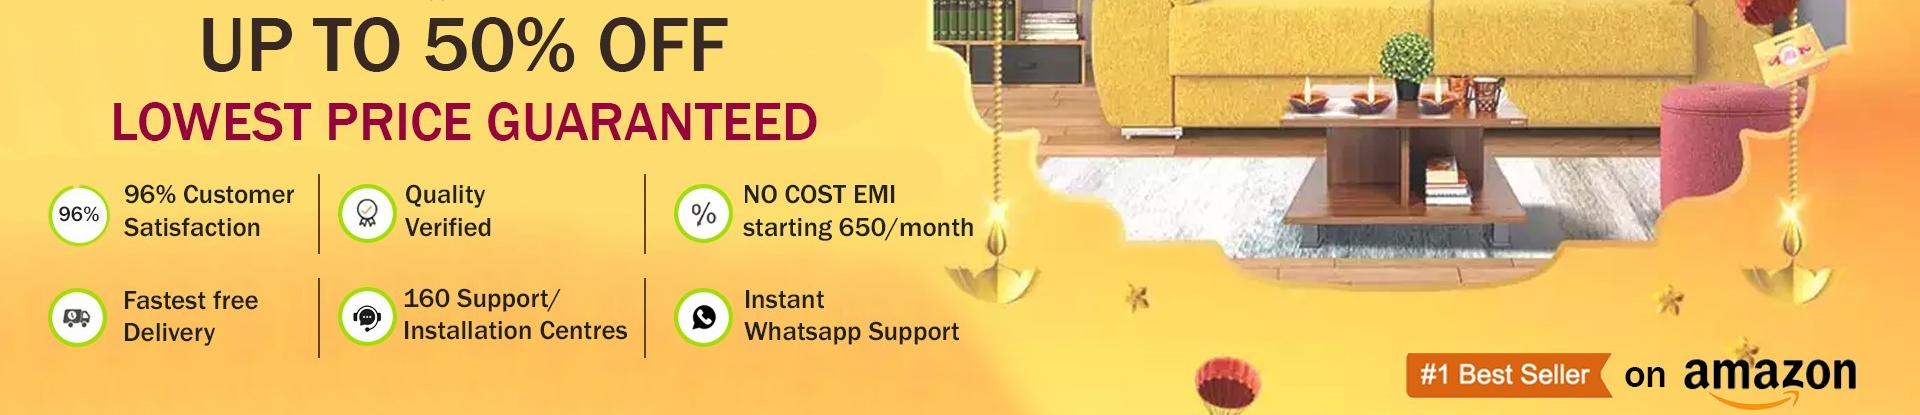 UP TO 50% OFF
LOWEST PRICE GUARANTEED
96%
96% Customer
Satisfaction
Quality
Verified
%
NO COST EMI
starting 650/month
Fastest free
Delivery
160 Support/
Installation Centres
Instant
Whatsapp Support
#1 Best Seller on amazon